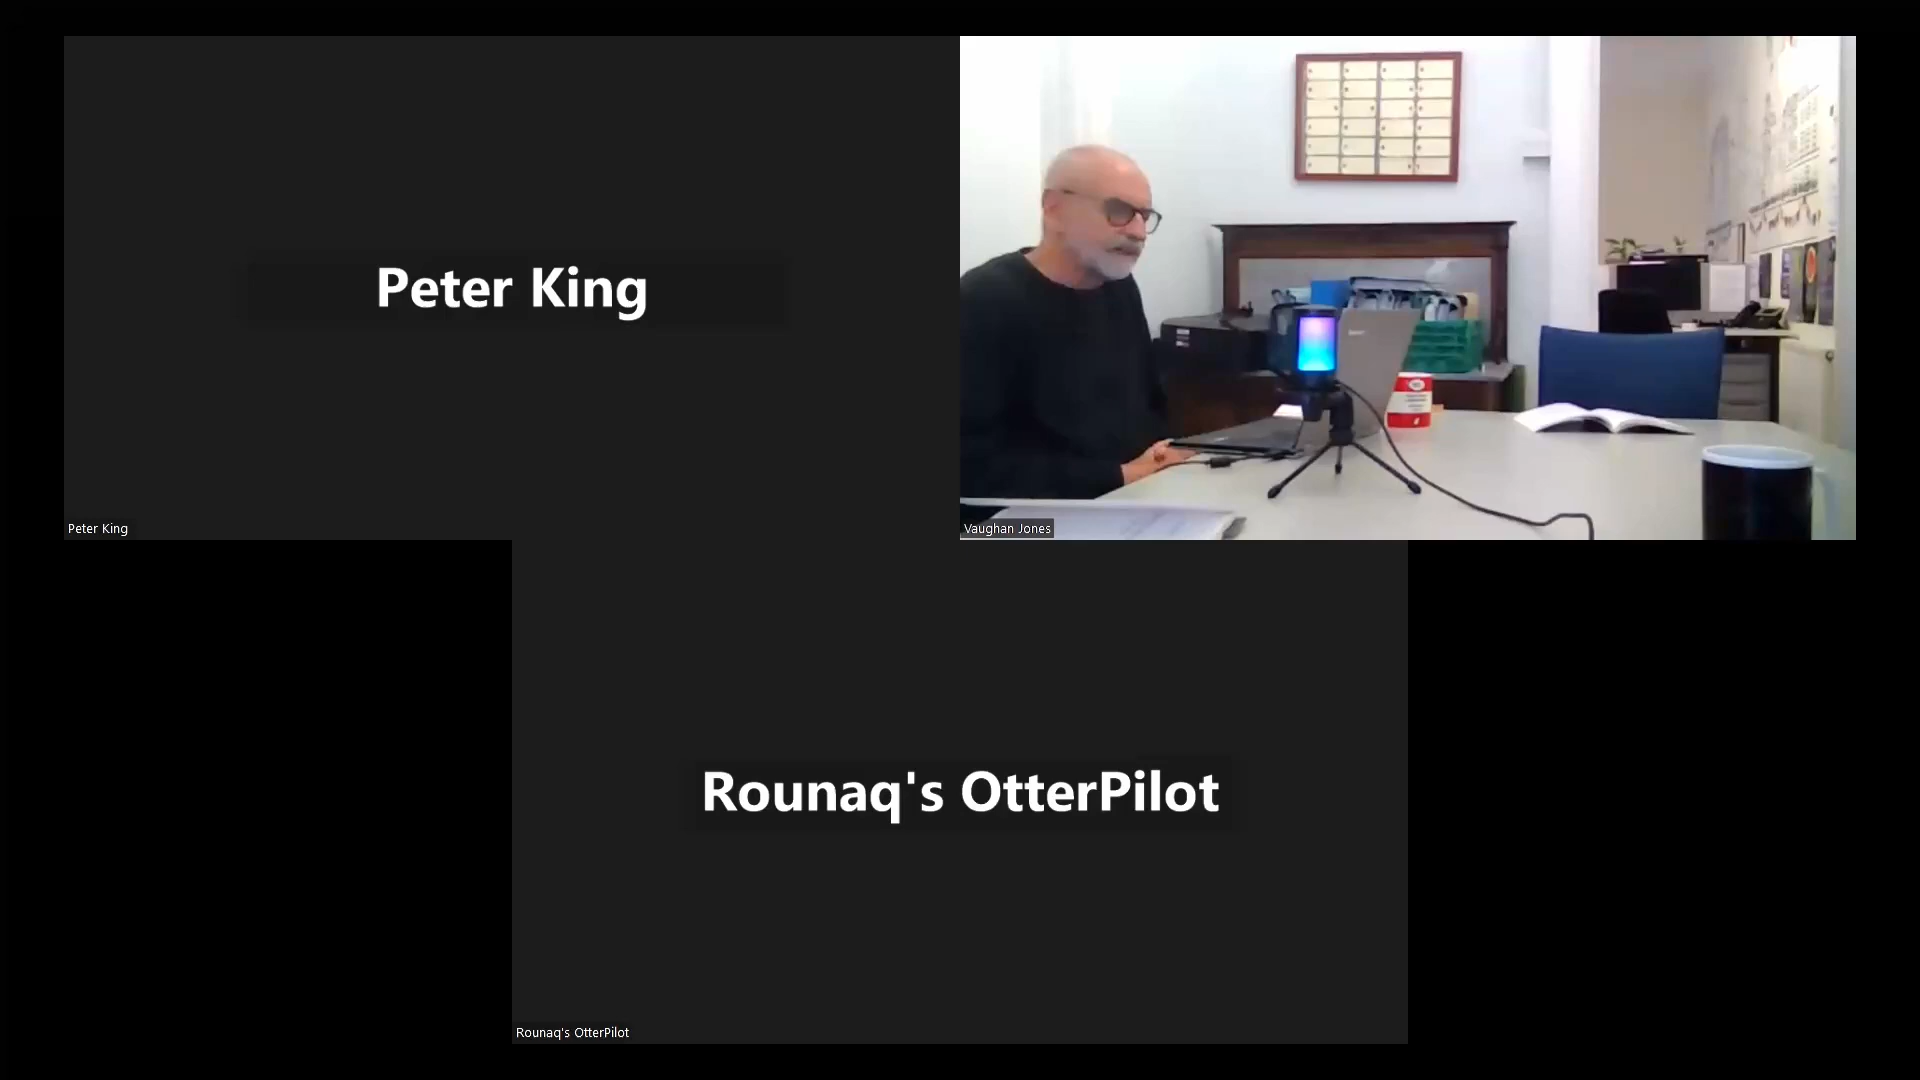 Peter King
Peter King
Vaughan Jones
Rounaq's OtterPilot
Rounaq's OtterPilot